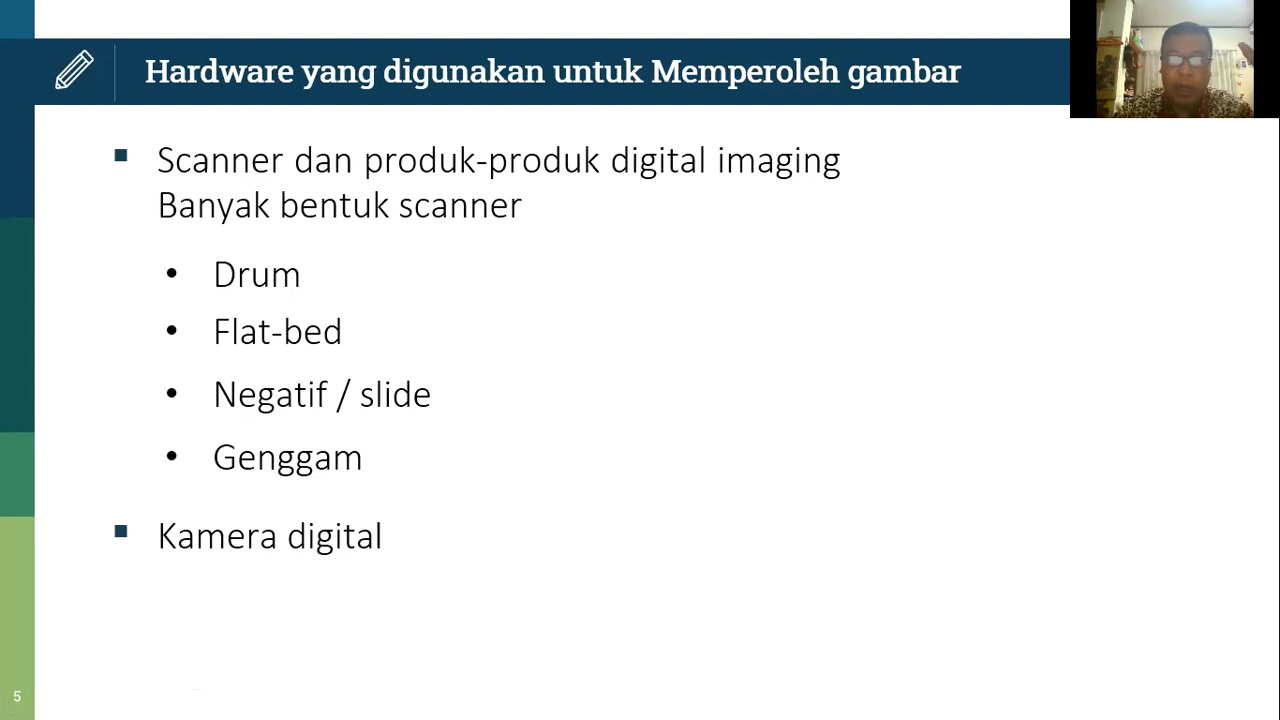 Hardware yang digunakan untuk Memperoleh gambar
Scanner dan produk-produk digital imaging
Banyak bentuk scanner
Drum
Flat-bed
Negatif / slide
Genggam
Kamera digital
5